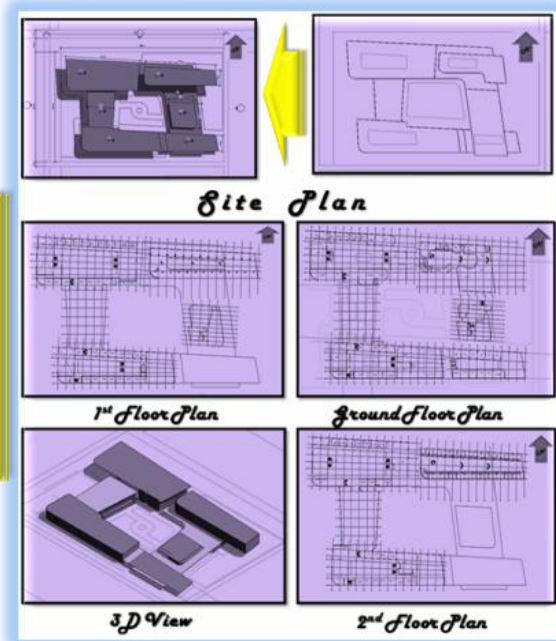 Site Plan
1st Floor Plan
Ground Floor Plan
3D View
2nd Floor Plan